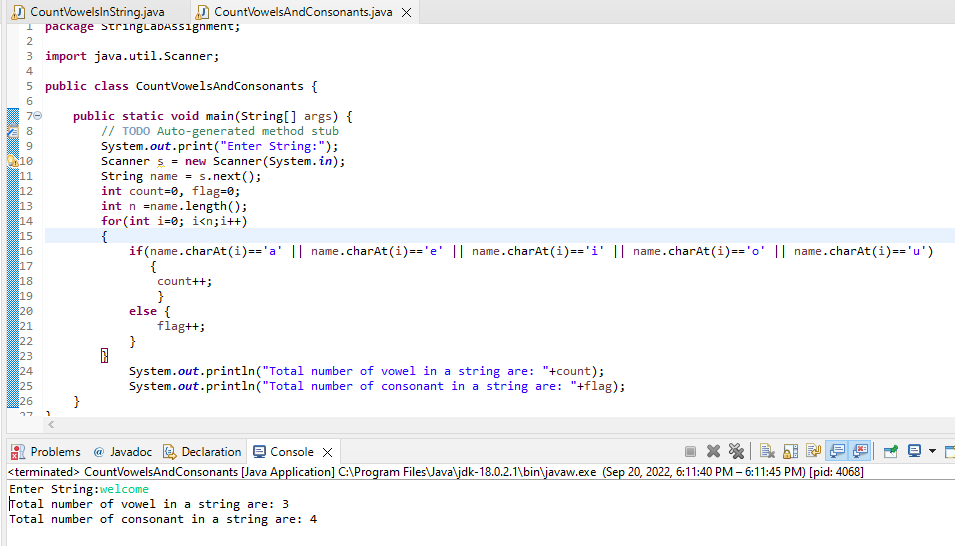 CountVowelsInString.java
CountVowelsAndConsonants.java
1 package StringLabAssignment;
2
3 import java.util.Scanner;
4
5 public class CountVowelsAndConsonants {
6
7 public static void main(String[] args) {
8 // TODO Auto-generated method stub
9 System.out.print("Enter String:");
10 Scanner s = new Scanner(System.in);
11 String name = s.next();
12 int count=0, flag=0;
13 int n =name.length();
14 for(int i=0; i<n;i++)
15 {
16 if(name.charAt(i)=='a' || name.charAt(i)=='e' || name.charAt(i)=='i' || name.charAt(i)=='o' || name.charAt(i)=='u')
17 {
18 count++;
19 }
20 else {
21 flag++;
22 }
23 }
24 System.out.println("Total number of vowel in a string are: "+count);
25 System.out.println("Total number of consonant in a string are: "+flag);
26 }
27 }
Problems @ Javadoc Declaration Console
<terminated> CountVowelsAndConsonants [Java Application] C:\Program Files\Java\jdk-18.0.2.1\bin\javaw.exe (Sep 20, 2022, 6:11:40 PM – 6:11:45 PM) [pid: 4068]
Enter String:welcome
Total number of vowel in a string are: 3
Total number of consonant in a string are: 4